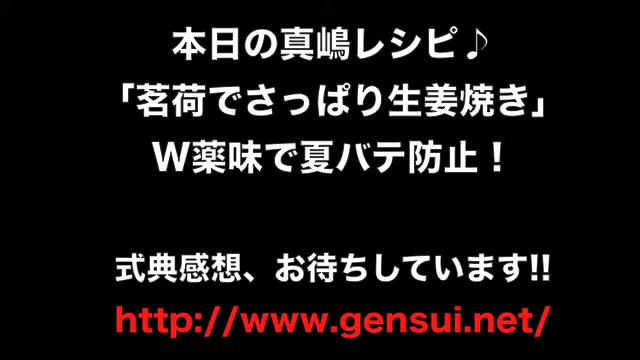 本日の真嶋レシピ♪
「茗荷でさっぱり生姜焼き」
W薬味で夏バテ防止！
式典感想、お待ちしています!!
http://www.gensui.net/